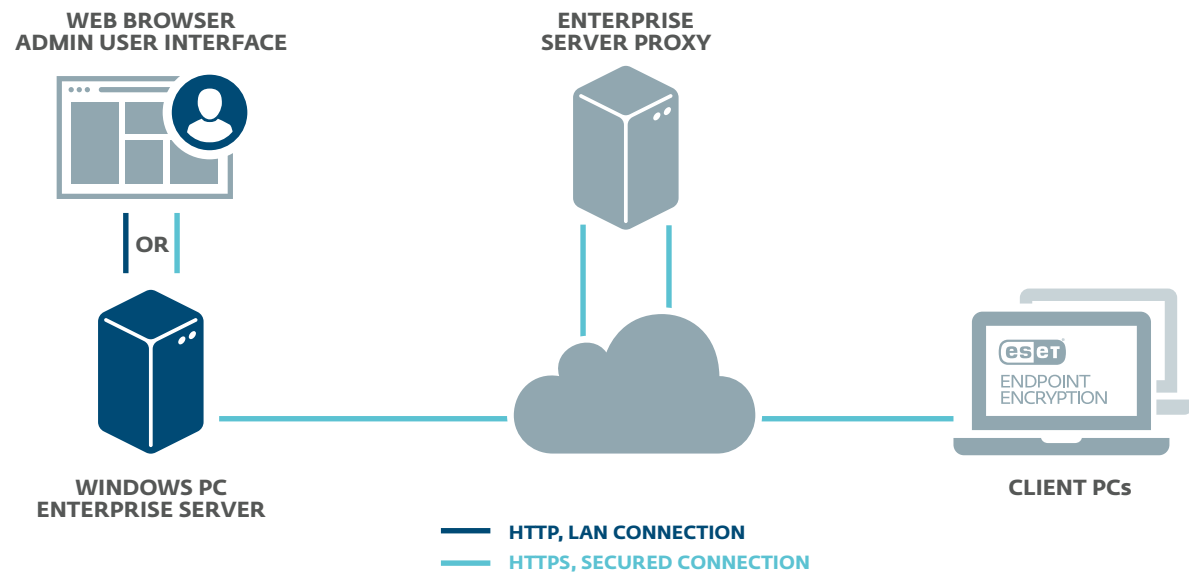 WEB BROWSER
ADMIN USER INTERFACE
ENTERPRISE
SERVER PROXY
OR
eseT
ENDPOINT
ENCRYPTION
WINDOWS PC
ENTERPRISE SERVER
CLIENT PCs
HTTP, LAN CONNECTION
HTTPS, SECURED CONNECTION